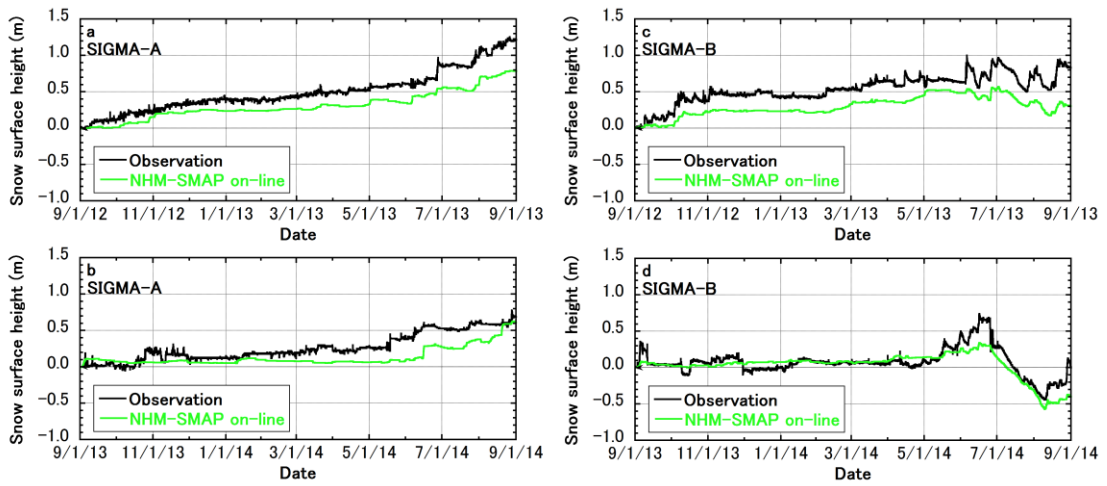 a
SIGMA-A
Snow surface height (m)
1.5
1.0
0.5
0.0
−0.5
−1.0
Observation
NHM-SMAP on-line
9/1/12 11/1/12 1/1/13 3/1/13 5/1/13 7/1/13 9/1/13
Date
c
SIGMA-B
Snow surface height (m)
1.5
1.0
0.5
0.0
−0.5
−1.0
Observation
NHM-SMAP on-line
9/1/12 11/1/12 1/1/13 3/1/13 5/1/13 7/1/13 9/1/13
Date
b
SIGMA-A
Snow surface height (m)
1.5
1.0
0.5
0.0
−0.5
−1.0
Observation
NHM-SMAP on-line
9/1/13 11/1/13 1/1/14 3/1/14 5/1/14 7/1/14 9/1/14
Date
d
SIGMA-B
Snow surface height (m)
1.5
1.0
0.5
0.0
−0.5
−1.0
Observation
NHM-SMAP on-line
9/1/13 11/1/13 1/1/14 3/1/14 5/1/14 7/1/14 9/1/14
Date